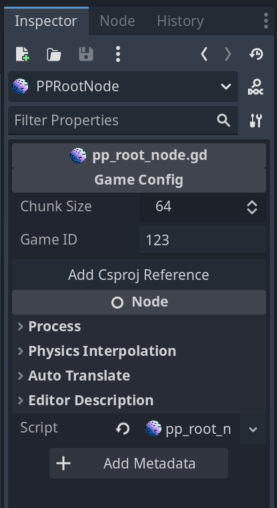 Inspector Node History
PPRootNode
Filter Properties
pp_root_node.gd
Game Config
Chunk Size 64
Game ID 123
Add Csproj Reference
Node
Process
Physics Interpolation
Auto Translate
Editor Description
Script pp_root_n
Add Metadata